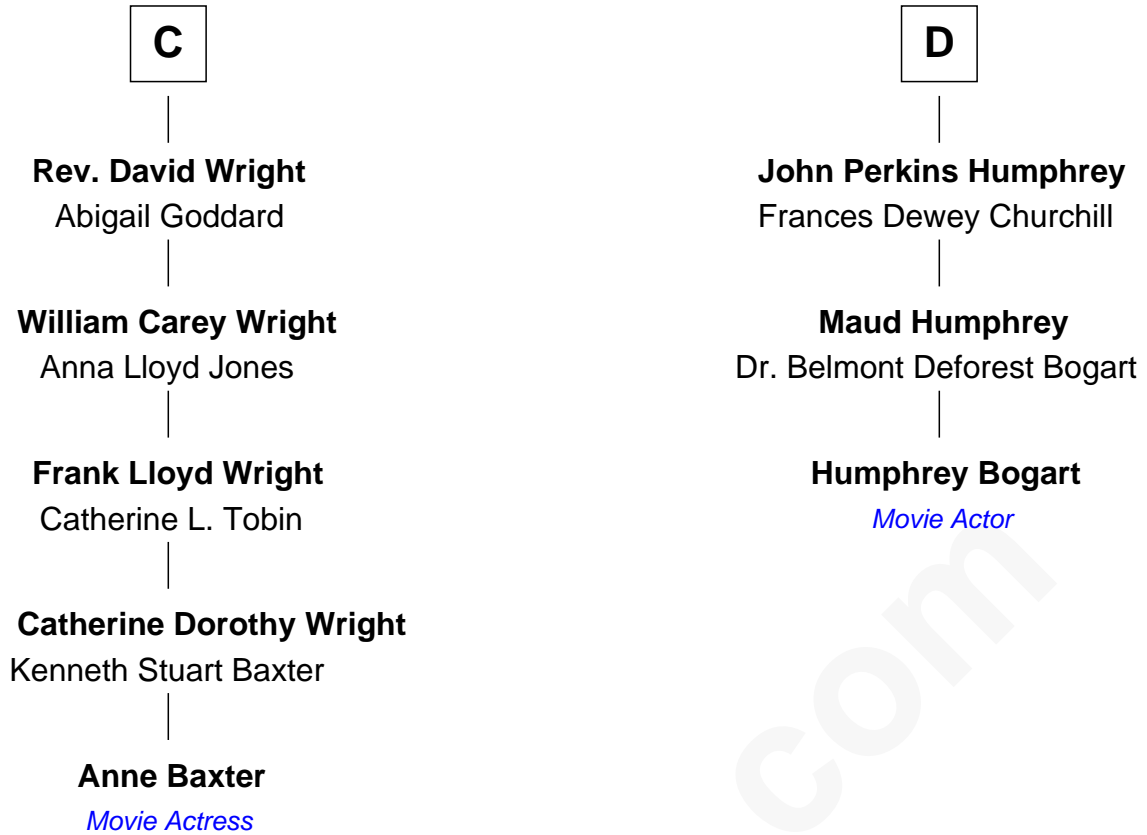 C
Rev. David Wright
Abigail Goddard
William Carey Wright
Anna Lloyd Jones
Frank Lloyd Wright
Catherine L. Tobin
Catherine Dorothy Wright
Kenneth Stuart Baxter
Anne Baxter
Movie Actress
D
John Perkins Humphrey
Frances Dewey Churchill
Maud Humphrey
Dr. Belmont Deforest Bogart
Humphrey Bogart
Movie Actor
com